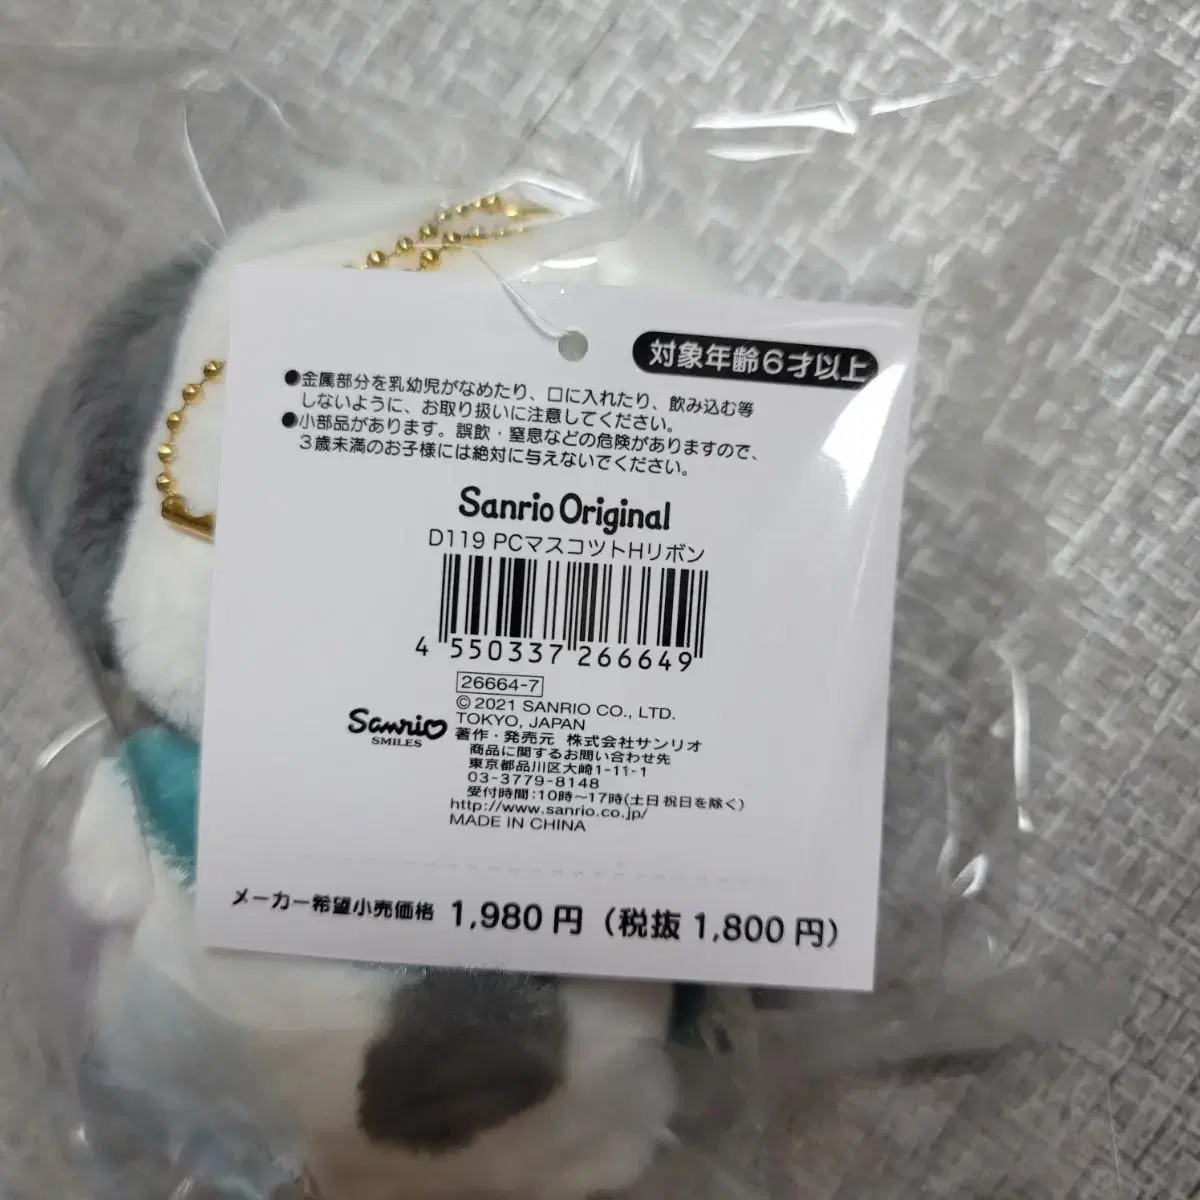 対象年齢6才以上
●金属部分を乳幼児がなめたり、口に入れたり、飲み込む等
しないように、お取り扱いに注意してください。
●小部品があります。誤飲・窒息などの危険がありますので、
3歳未満のお子様には絶対に与えないでください。
Sanrio Original
D119 PCマスコツトHリボン
4 550337 266649
26664-7
© 2021 SANRIO CO., LTD.
TOKYO, JAPAN
Sanrio
SMILES
著作・発売元 株式会社サンリオ
商品に関するお問い合わせ先
東京都品川区大崎1-11-1
03-3779-8148
受付時間:10時～17時(土日祝日を除く)
http://www.sanrio.co.jp/
MADE IN CHINA
メーカー希望小売価格 1,980円(税抜 1,800円)